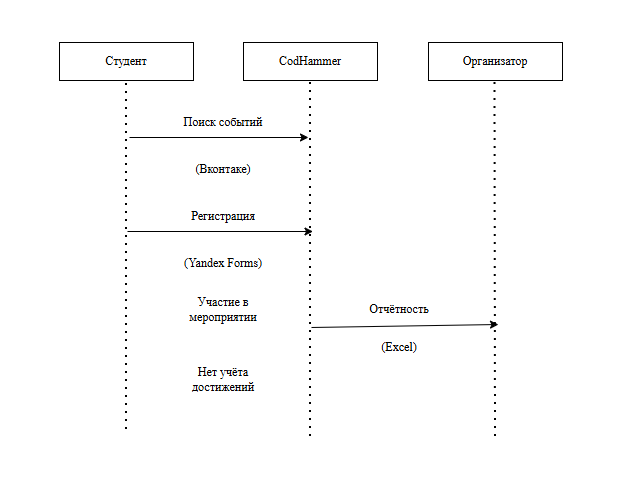 Студент
CodHammer
Организатор
Поиск событий
(Вконтаке)
Регистрация
(Yandex Forms)
Участие в
мероприятии
Отчётность
(Excel)
Нет учёта
достижений